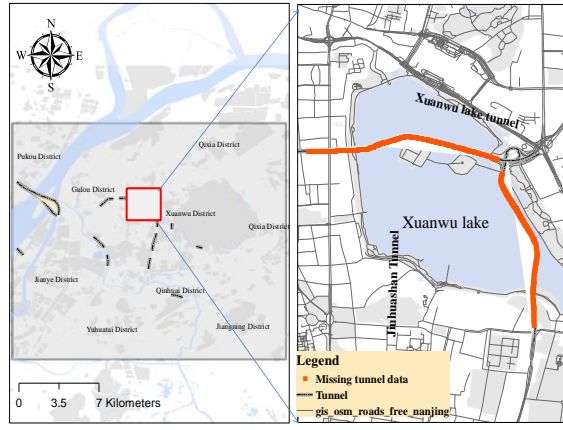 N
W
E
S
Qixia District
Pukou District
Gulou District
Xuanwu District
Qixia District
Jianye District
Qinhuai District
Yuhuatai District
Jiangning District
0 3.5 7 Kilometers
Xuanwu lake tunnel
Xuanwu lake
Jiuhuashan Tunnel
Legend
Missing tunnel data
Tunnel
gis_osm_roads_free_nanjing